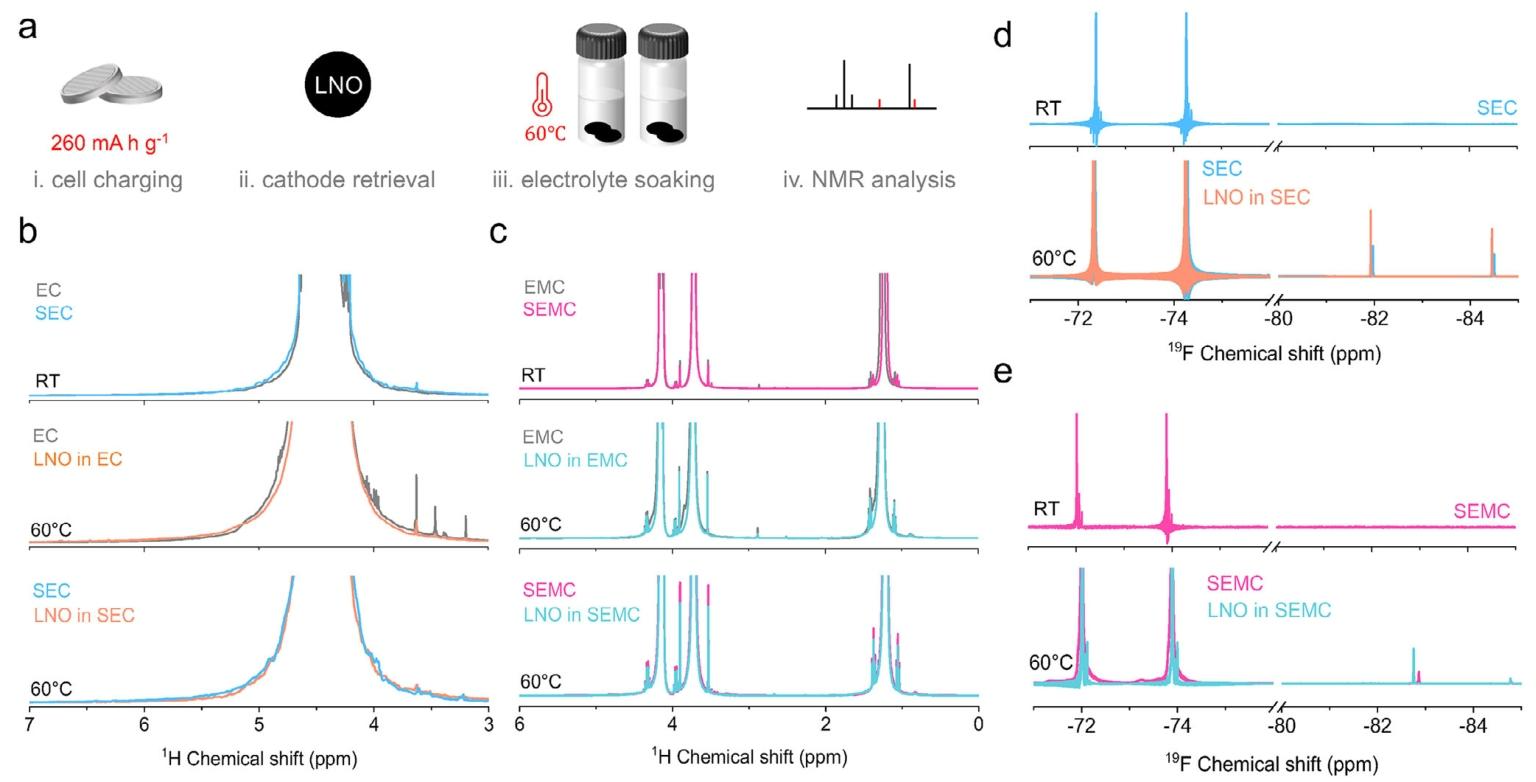 a
LNO
60°C
260 mA h g⁻¹
i. cell charging
ii. cathode retrieval
iii. electrolyte soaking
iv. NMR analysis
b
EC
SEC
RT
EC
LNO in EC
60°C
SEC
LNO in SEC
60°C
7 6 5 4 3
¹H Chemical shift (ppm)
c
EMC
SEMC
RT
EMC
LNO in EMC
60°C
SEMC
LNO in SEMC
60°C
6 4 2 0
¹H Chemical shift (ppm)
d
RT
SEC
SEC
LNO in SEC
60°C
-72 -74 -80 -82 -84
¹⁹F Chemical shift (ppm)
e
RT
SEMC
SEMC
LNO in SEMC
60°C
-72 -74 -80 -82 -84
¹⁹F Chemical shift (ppm)